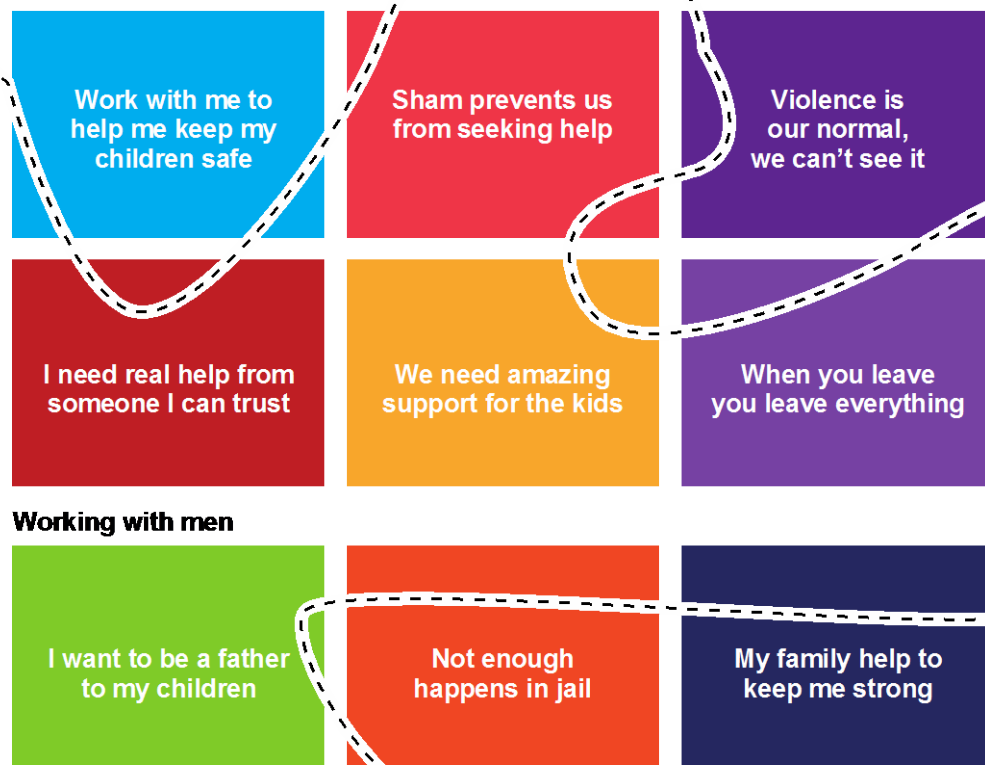 Work with me to
help me keep my
children safe
Sham prevents us
from seeking help
Violence is
our normal,
we can't see it
I need real help from
someone I can trust
We need amazing
support for the kids
When you leave
you leave everything
Working with men
I want to be a father
to my children
Not enough
happens in jail
My family help to
keep me strong